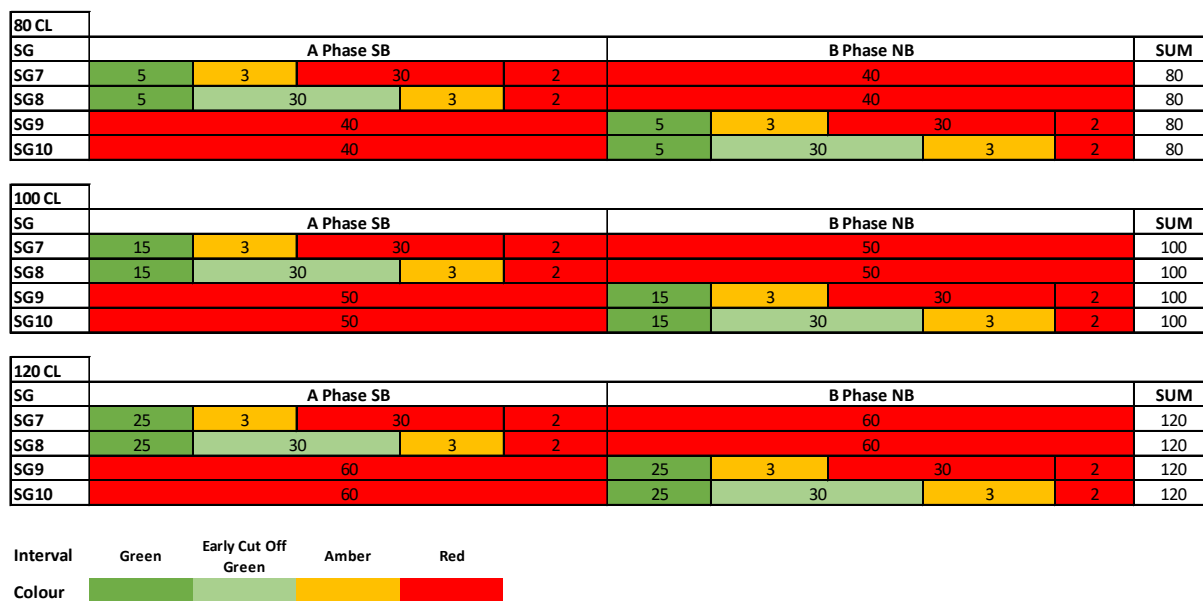 80 CL
SG A Phase SB B Phase NB SUM
SG7 5 3 30 2 40 80
SG8 5 30 3 2 40 80
SG9 40 5 3 30 2 80
SG10 40 5 30 3 2 80
100 CL
SG A Phase SB B Phase NB SUM
SG7 15 3 30 2 50 100
SG8 15 30 3 2 50 100
SG9 50 15 3 30 2 100
SG10 50 15 30 3 2 100
120 CL
SG A Phase SB B Phase NB SUM
SG7 25 3 30 2 60 120
SG8 25 30 3 2 60 120
SG9 60 25 3 30 2 120
SG10 60 25 30 3 2 120
Interval Green Early Cut Off Green Amber Red
Colour